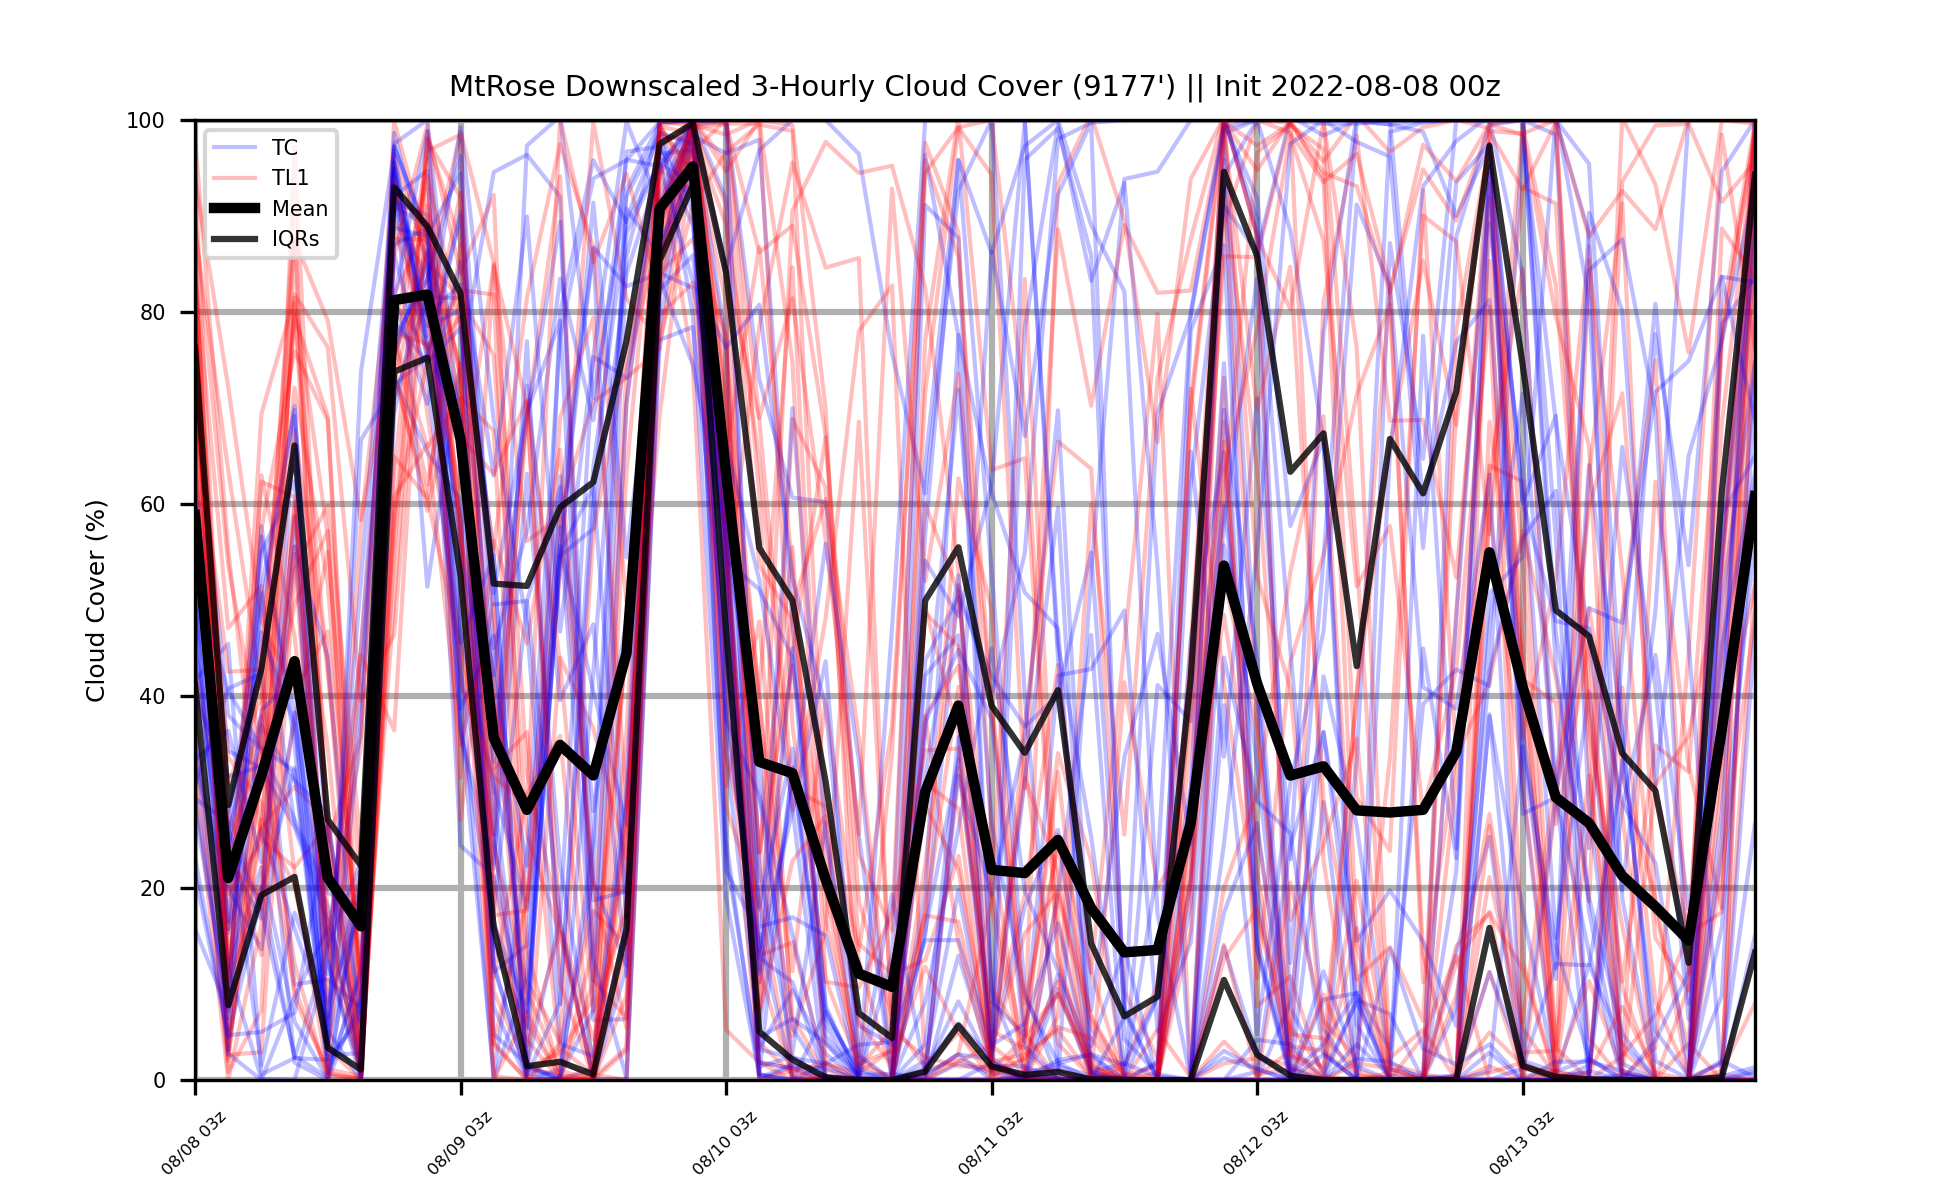 MtRose Downscaled 3-Hourly Cloud Cover (9177') || Init 2022-08-08 00z
TC
TL1
Mean
IQRs
Cloud Cover (%)
100
80
60
40
20
0
08/08 03z
08/09 03z
08/10 03z
08/11 03z
08/12 03z
08/13 03z